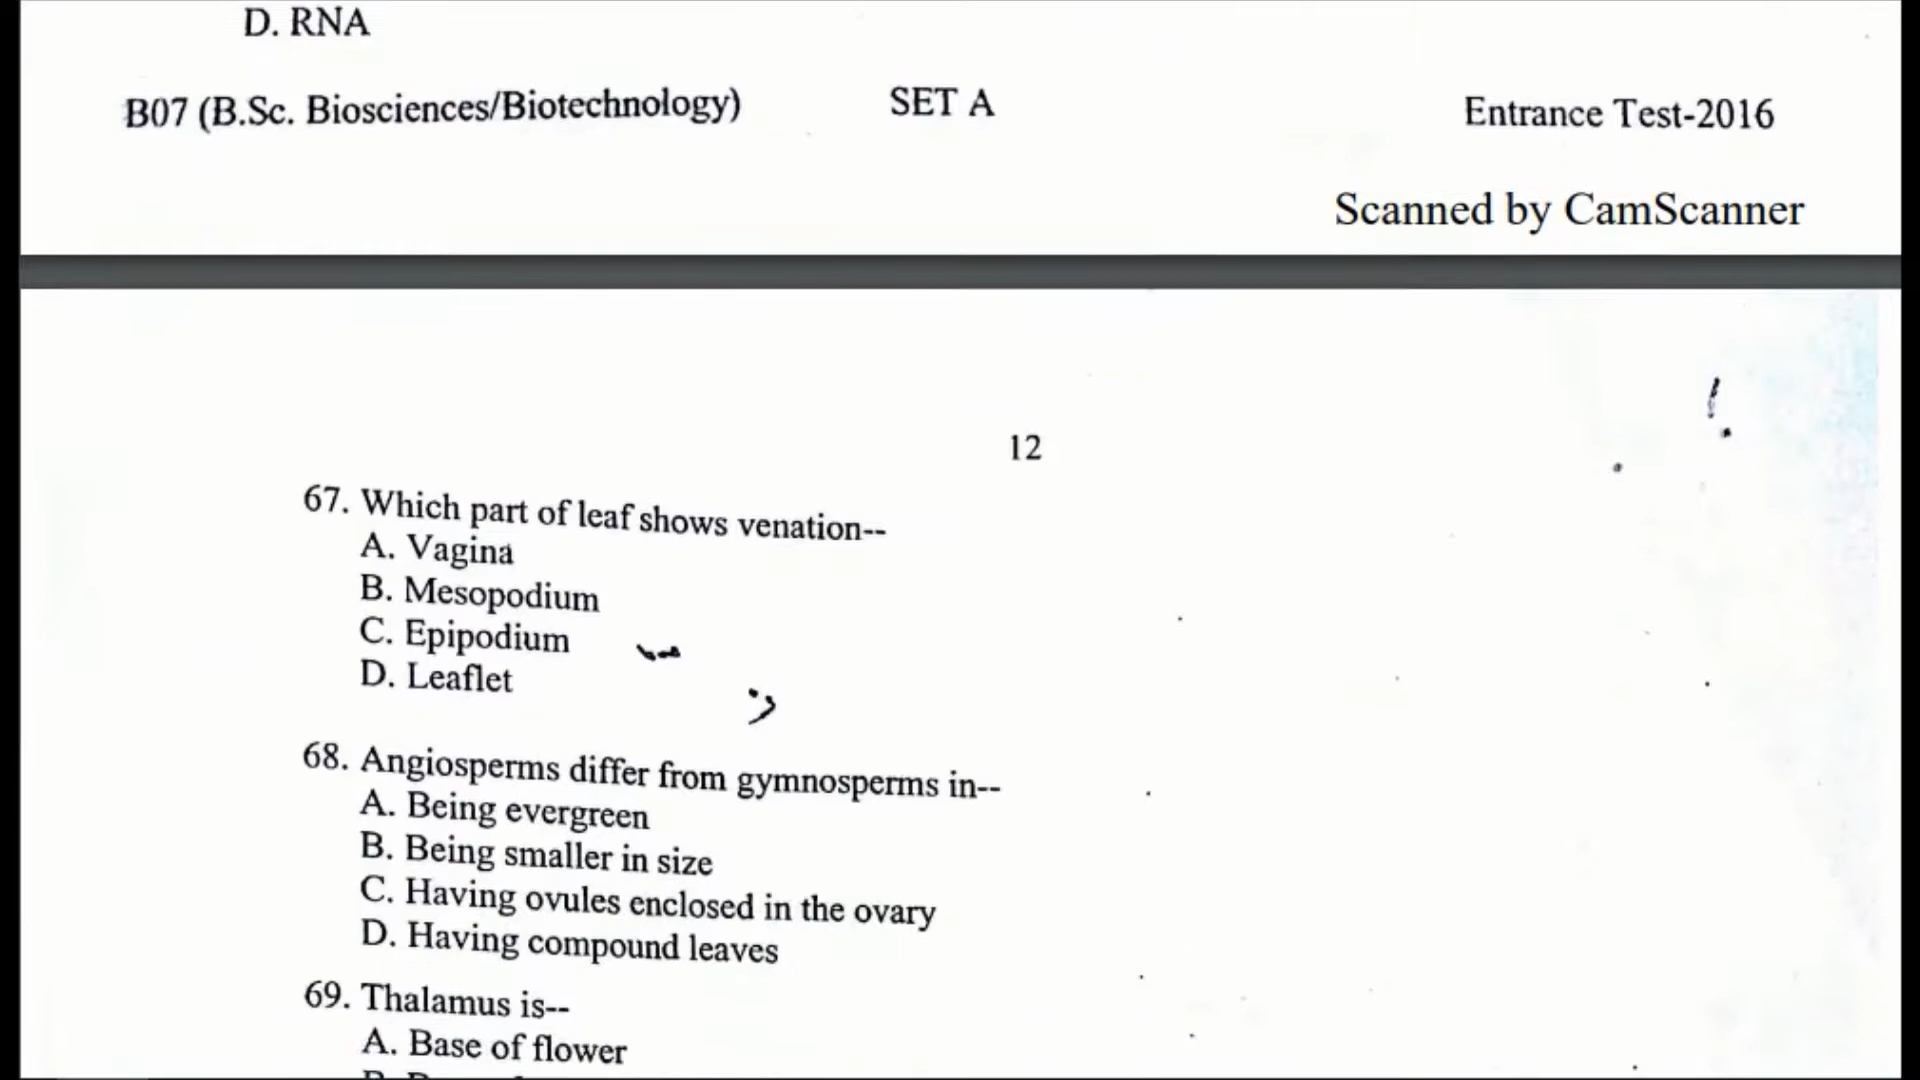 D. RNA
B07 (B.Sc. Biosciences/Biotechnology) SET A Entrance Test-2016
Scanned by CamScanner
12
67. Which part of leaf shows venation--
A. Vagina
B. Mesopodium
C. Epipodium
D. Leaflet
68. Angiosperms differ from gymnosperms in--
A. Being evergreen
B. Being smaller in size
C. Having ovules enclosed in the ovary
D. Having compound leaves
69. Thalamus is--
A. Base of flower